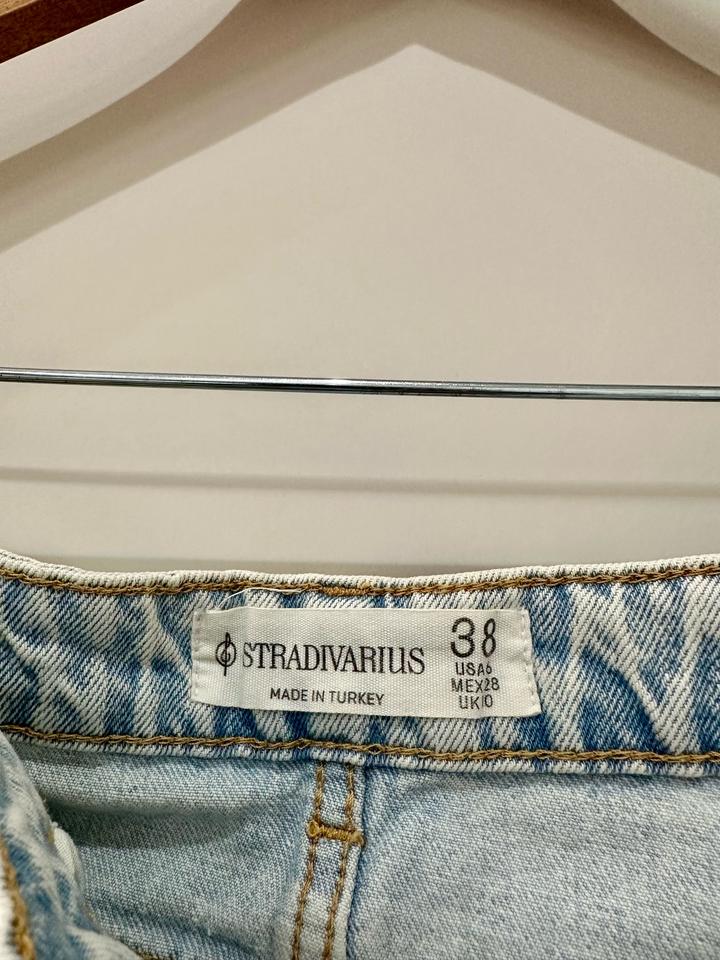 STRADIVARIUS
MADE IN TURKEY
38
USA6
MEX28
UK10